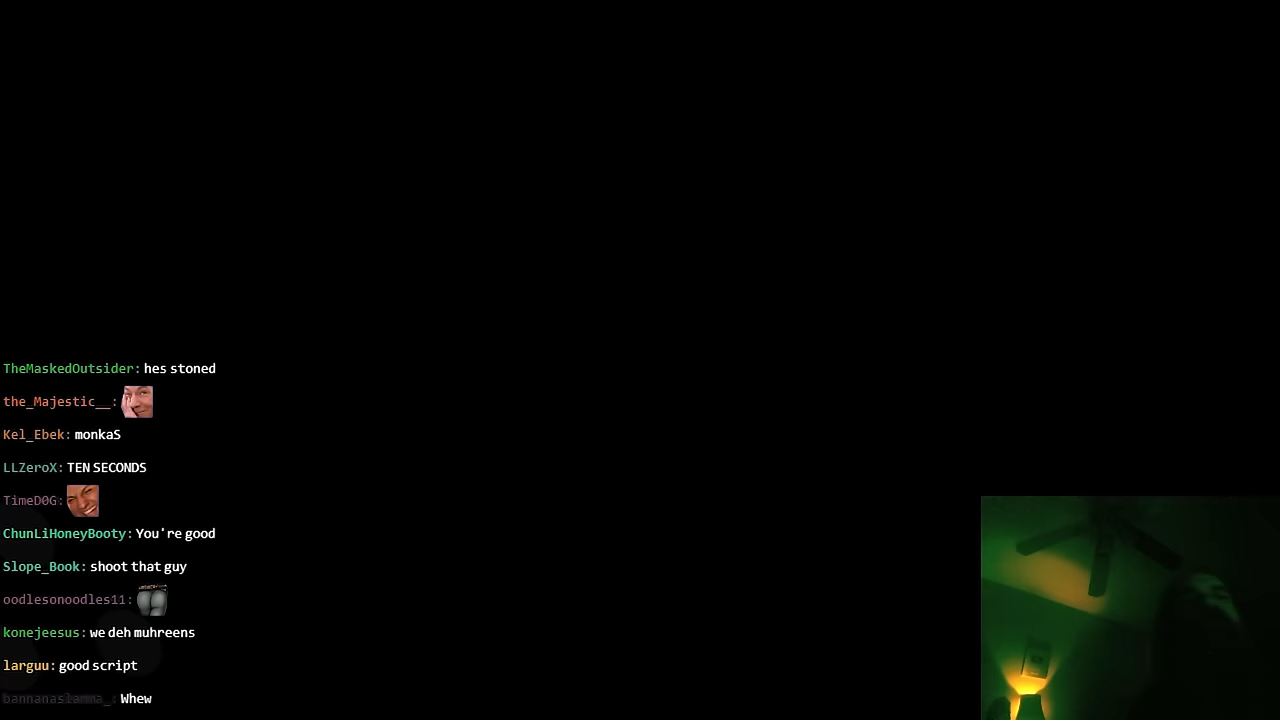 TheMaskedOutsider: hes stoned
the_Majestic__:
Kel_Ebek: monkaS
LLZeroX: TEN SECONDS
TimeD0G:
ChunLiHoneyBooty: You're good
Slope_Book: shoot that guy
oodlesonoodles11:
konejeesus: we deh muhreens
larguu: good script
Whew